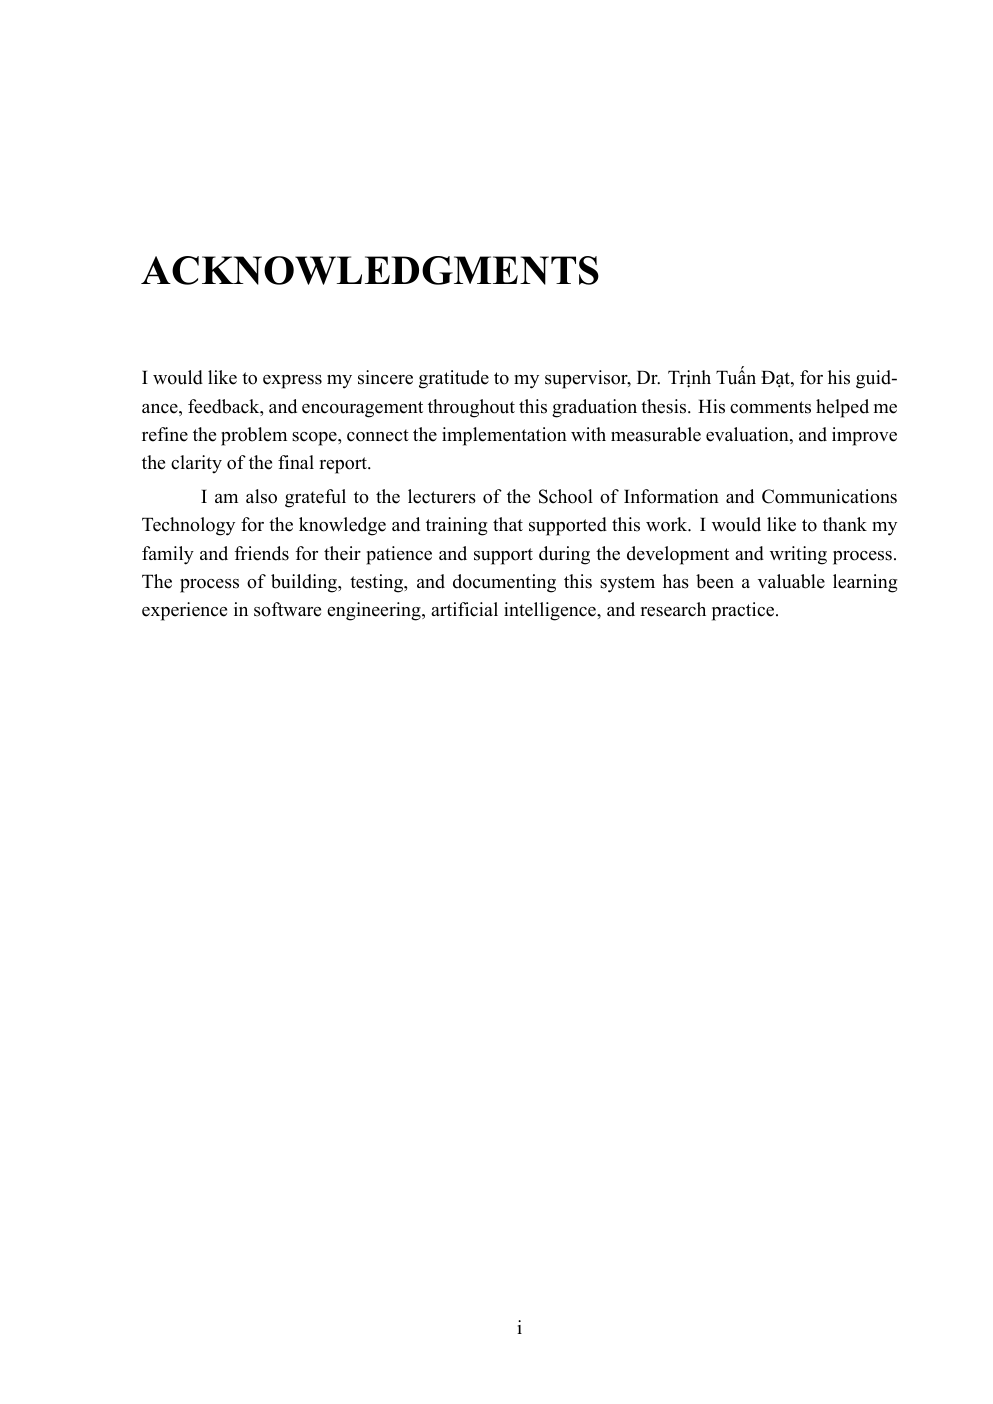 ACKNOWLEDGMENTS
I would like to express my sincere gratitude to my supervisor, Dr. Trịnh Tuấn Đạt, for his guid-
ance, feedback, and encouragement throughout this graduation thesis. His comments helped me
refine the problem scope, connect the implementation with measurable evaluation, and improve
the clarity of the final report.
I am also grateful to the lecturers of the School of Information and Communications
Technology for the knowledge and training that supported this work. I would like to thank my
family and friends for their patience and support during the development and writing process.
The process of building, testing, and documenting this system has been a valuable learning
experience in software engineering, artificial intelligence, and research practice.
i